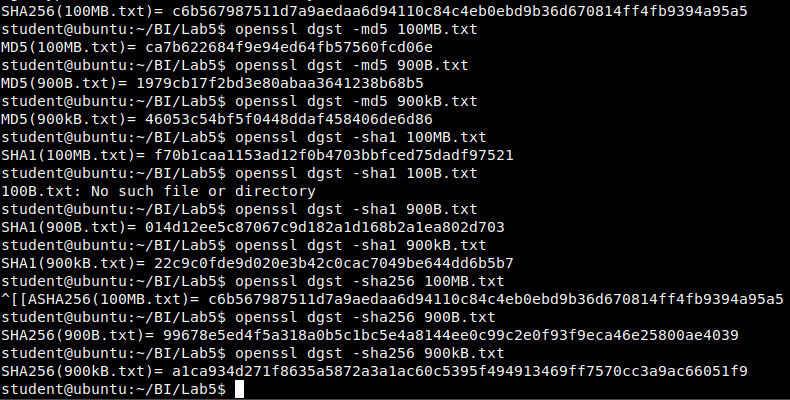 SHA256(100MB.txt)= c6b567987511d7a9aedaa6d94110c84c4eb0ebd9b36d670814ff4fb9394a95a5
student@ubuntu:~/BI/Lab5$ openssl dgst -md5 100MB.txt
MD5(100MB.txt)= ca7b622684f9e94ed64fb57560fcd06e
student@ubuntu:~/BI/Lab5$ openssl dgst -md5 900B.txt
MD5(900B.txt)= 1979cb17f2bd3e80abaa3641238b68b5
student@ubuntu:~/BI/Lab5$ openssl dgst -md5 900kB.txt
MD5(900kB.txt)= 46053c54bf5f0448ddaf458406de6d86
student@ubuntu:~/BI/Lab5$ openssl dgst -sha1 100MB.txt
SHA1(100MB.txt)= f70b1caa1153ad12f0b4703bbfced75dadf97521
student@ubuntu:~/BI/Lab5$ openssl dgst -sha1 100B.txt
100B.txt: No such file or directory
student@ubuntu:~/BI/Lab5$ openssl dgst -sha1 900B.txt
SHA1(900B.txt)= 014d12ee5c87067c9d182a1d168b2a1ea802d703
student@ubuntu:~/BI/Lab5$ openssl dgst -sha1 900kB.txt
SHA1(900kB.txt)= 22c9c0fde9d020e3b42c0cac7049be644dd6b5b7
student@ubuntu:~/BI/Lab5$ openssl dgst -sha256 100MB.txt
^[[ASHA256(100MB.txt)= c6b567987511d7a9aedaa6d94110c84c4eb0ebd9b36d670814ff4fb9394a95a5
student@ubuntu:~/BI/Lab5$ openssl dgst -sha256 900B.txt
SHA256(900B.txt)= 99678e5ed4f5a318a0b5c1bc5e4a8144ee0c99c2e0f93f9eca46e25800ae4039
student@ubuntu:~/BI/Lab5$ openssl dgst -sha256 900kB.txt
SHA256(900kB.txt)= a1ca934d271f8635a5872a3a1ac60c5395f494913469ff7570cc3a9ac66051f9
student@ubuntu:~/BI/Lab5$